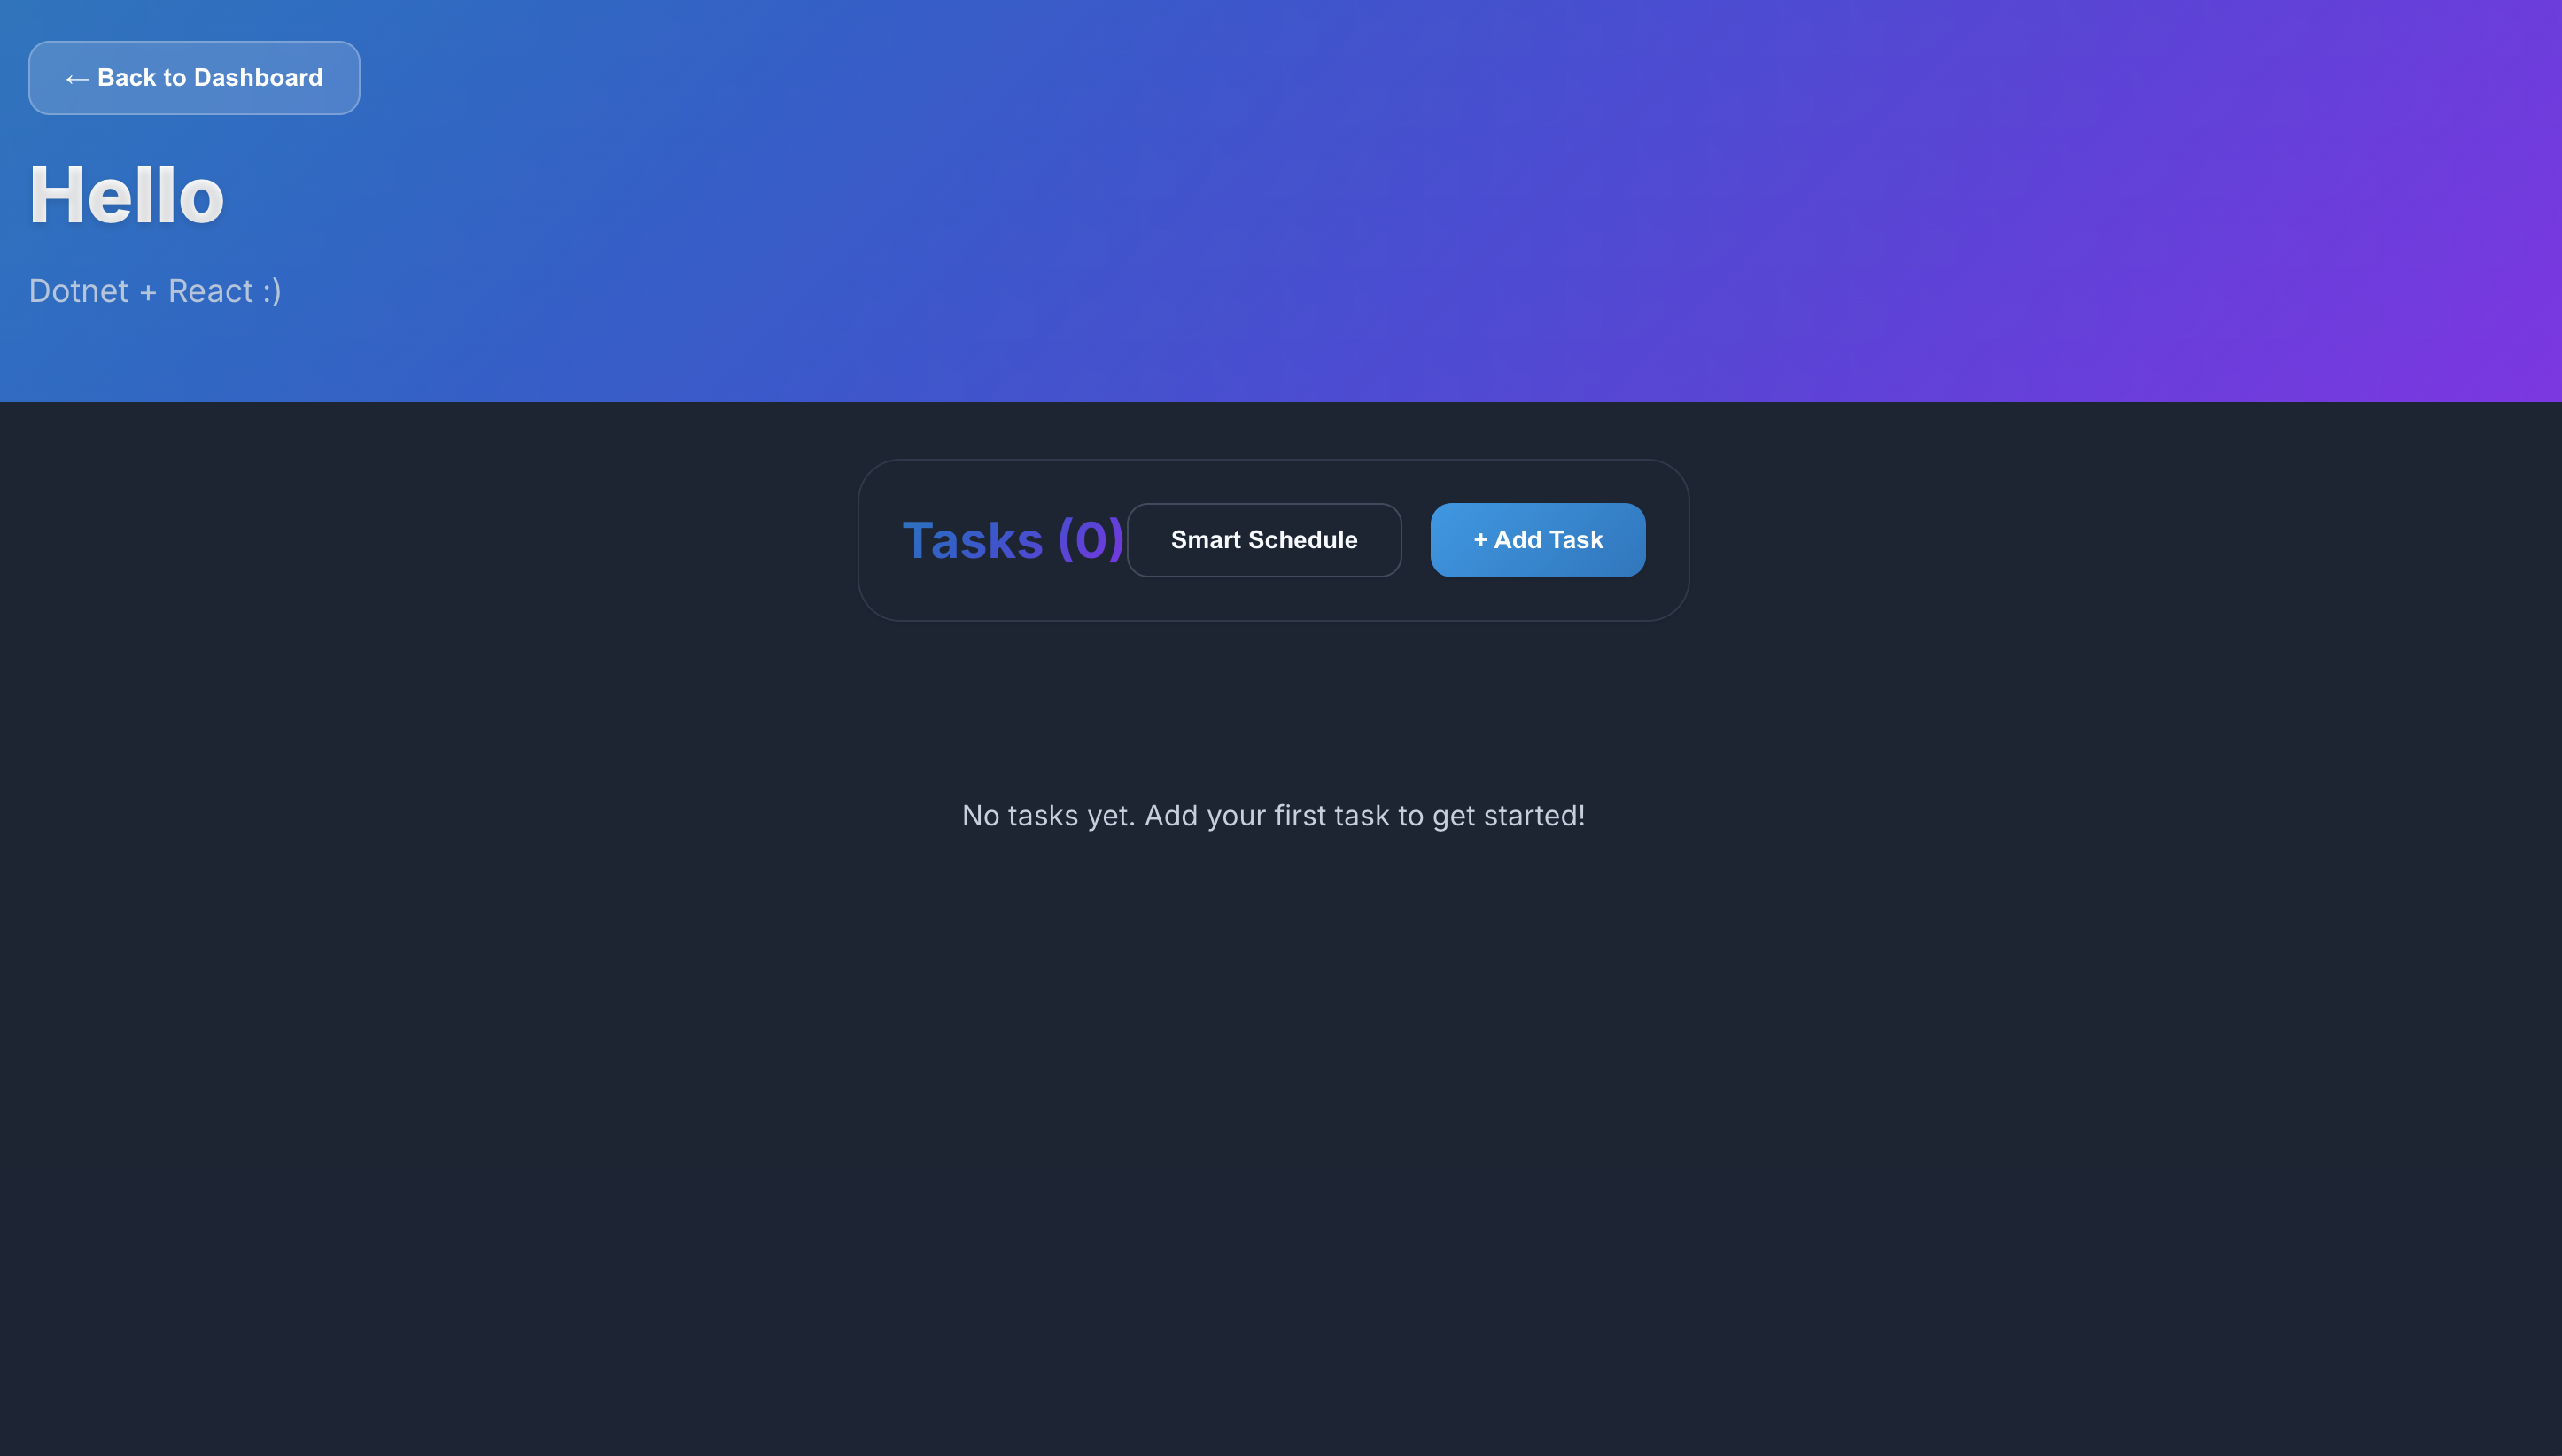 ← Back to Dashboard
Hello
Dotnet + React :)
Tasks (0) Smart Schedule + Add Task
No tasks yet. Add your first task to get started!